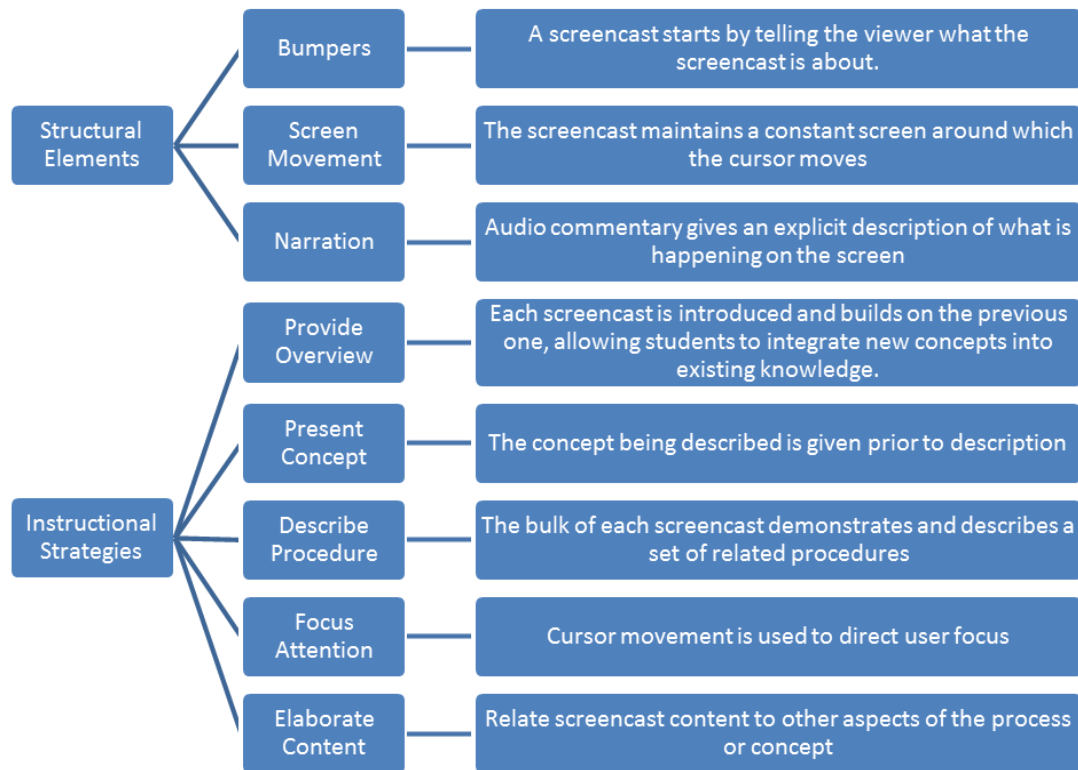 Structural
Elements
Bumpers
A screencast starts by telling the viewer what the
screencast is about.
Screen
Movement
The screencast maintains a constant screen around which
the cursor moves
Narration
Audio commentary gives an explicit description of what is
happening on the screen
Instructional
Strategies
Provide
Overview
Each screencast is introduced and builds on the previous
one, allowing students to integrate new concepts into
existing knowledge.
Present
Concept
The concept being described is given prior to description
Describe
Procedure
The bulk of each screencast demonstrates and describes a
set of related procedures
Focus
Attention
Cursor movement is used to direct user focus
Elaborate
Content
Relate screencast content to other aspects of the process
or concept